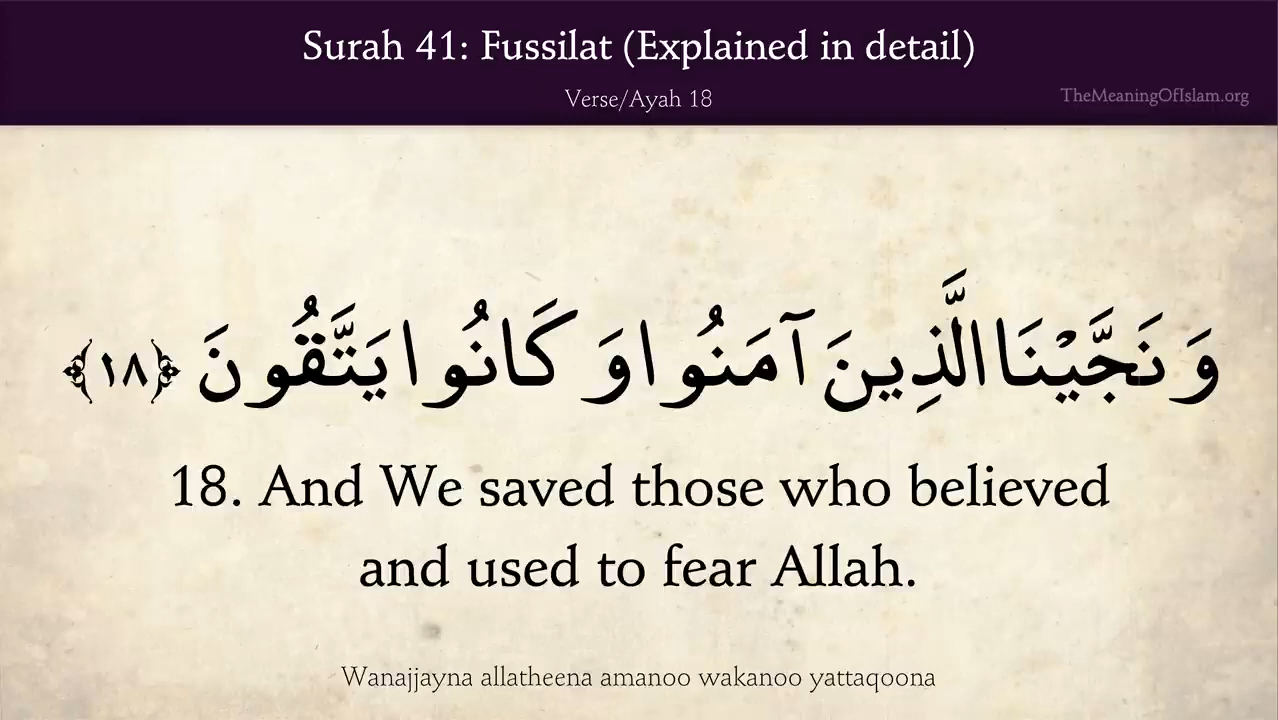 Surah 41: Fussilat (Explained in detail)
Verse/Ayah 18
TheMeaningOfIslam.org
وَنَجَّيْنَا الَّذِينَ آمَنُوا وَكَانُوا يَتَّقُونَ ﴿١٨﴾
18. And We saved those who believed
and used to fear Allah.
Wanajjayna allatheena amanoo wakanoo yattaqoona